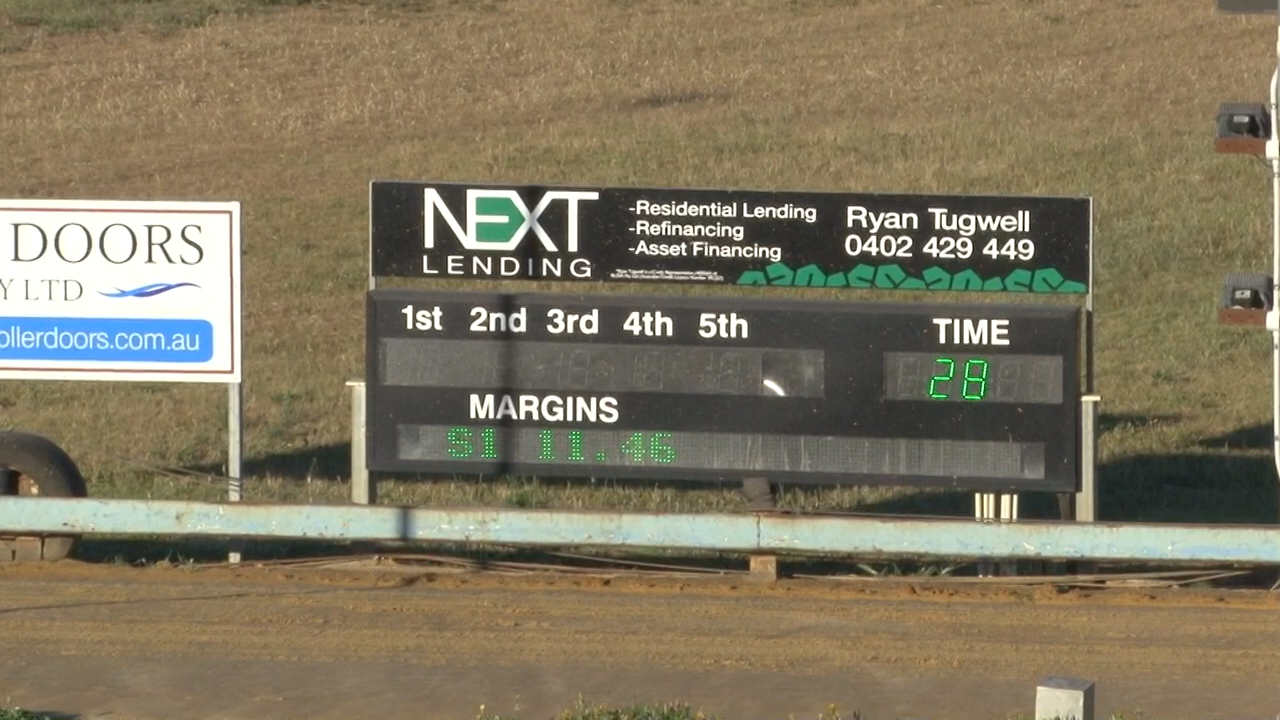 DOORS
Y LTD
ollerdoors.com.au
NEXT
LENDING
-Residential Lending
-Refinancing
-Asset Financing
Ryan Tugwell
0402 429 449
1st 2nd 3rd 4th 5th
TIME
28
MARGINS
S1 11.46